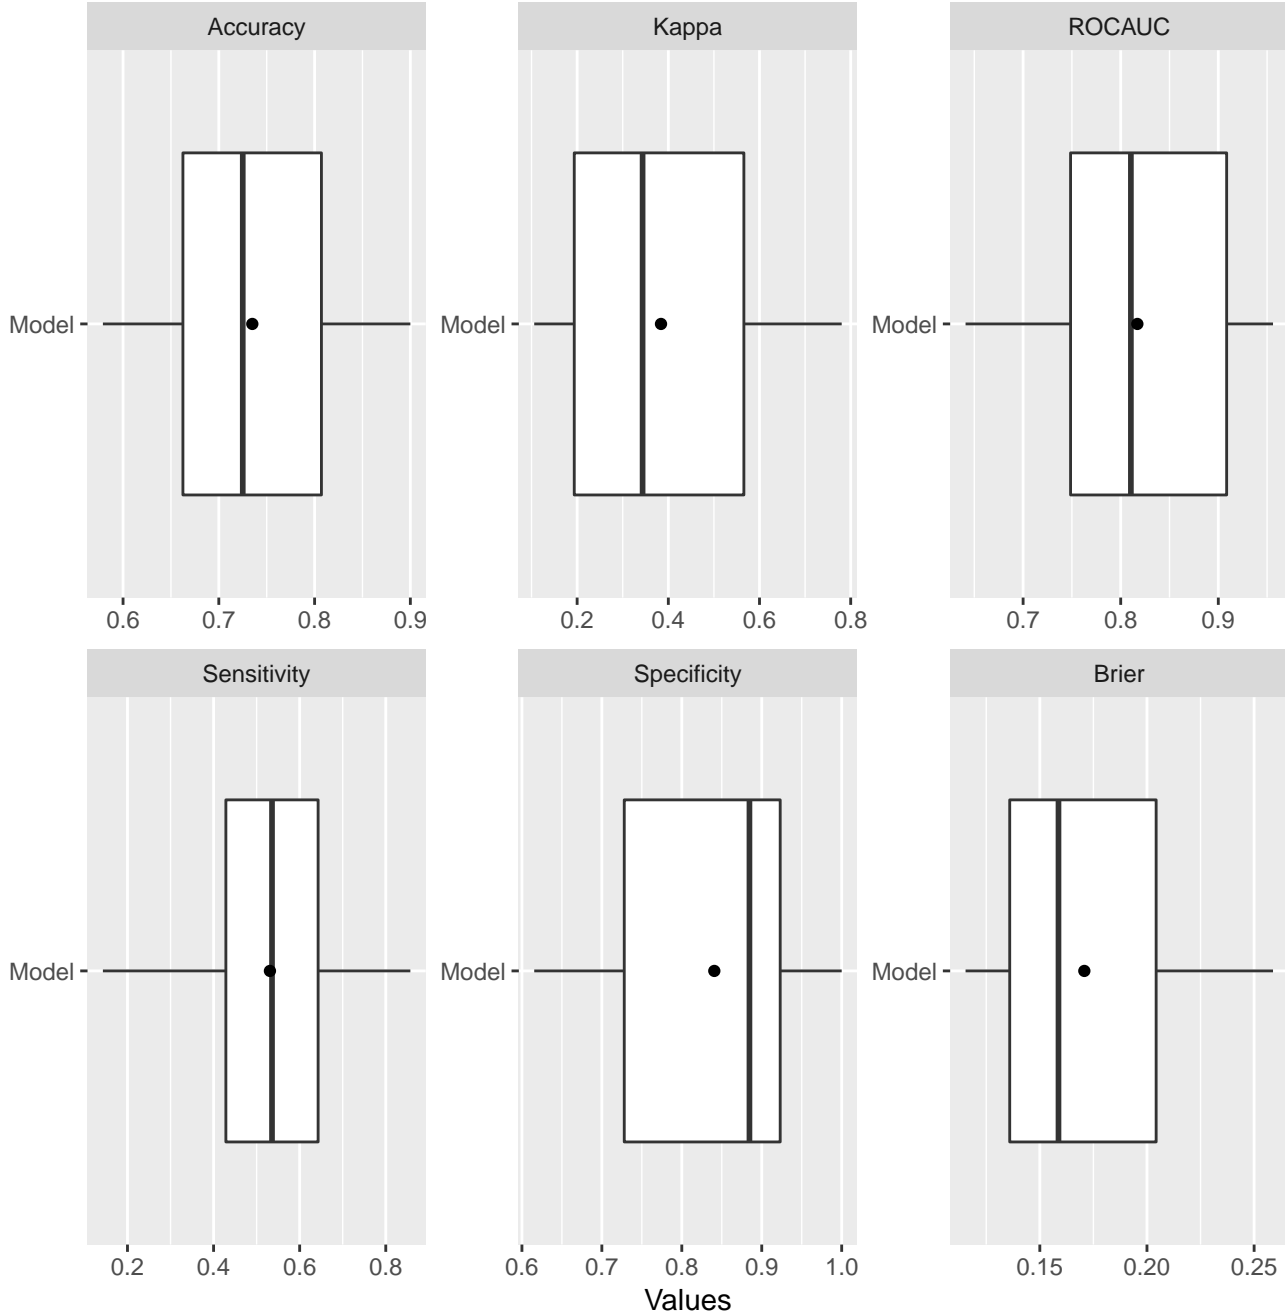 Accuracy Kappa ROCAUC
Model Model Model
0.6 0.7 0.8 0.9 0.2 0.4 0.6 0.8 0.7 0.8 0.9
Sensitivity Specificity Brier
Model Model Model
0.2 0.4 0.6 0.8 0.6 0.7 0.8 0.9 1.0 0.15 0.20 0.25
Values